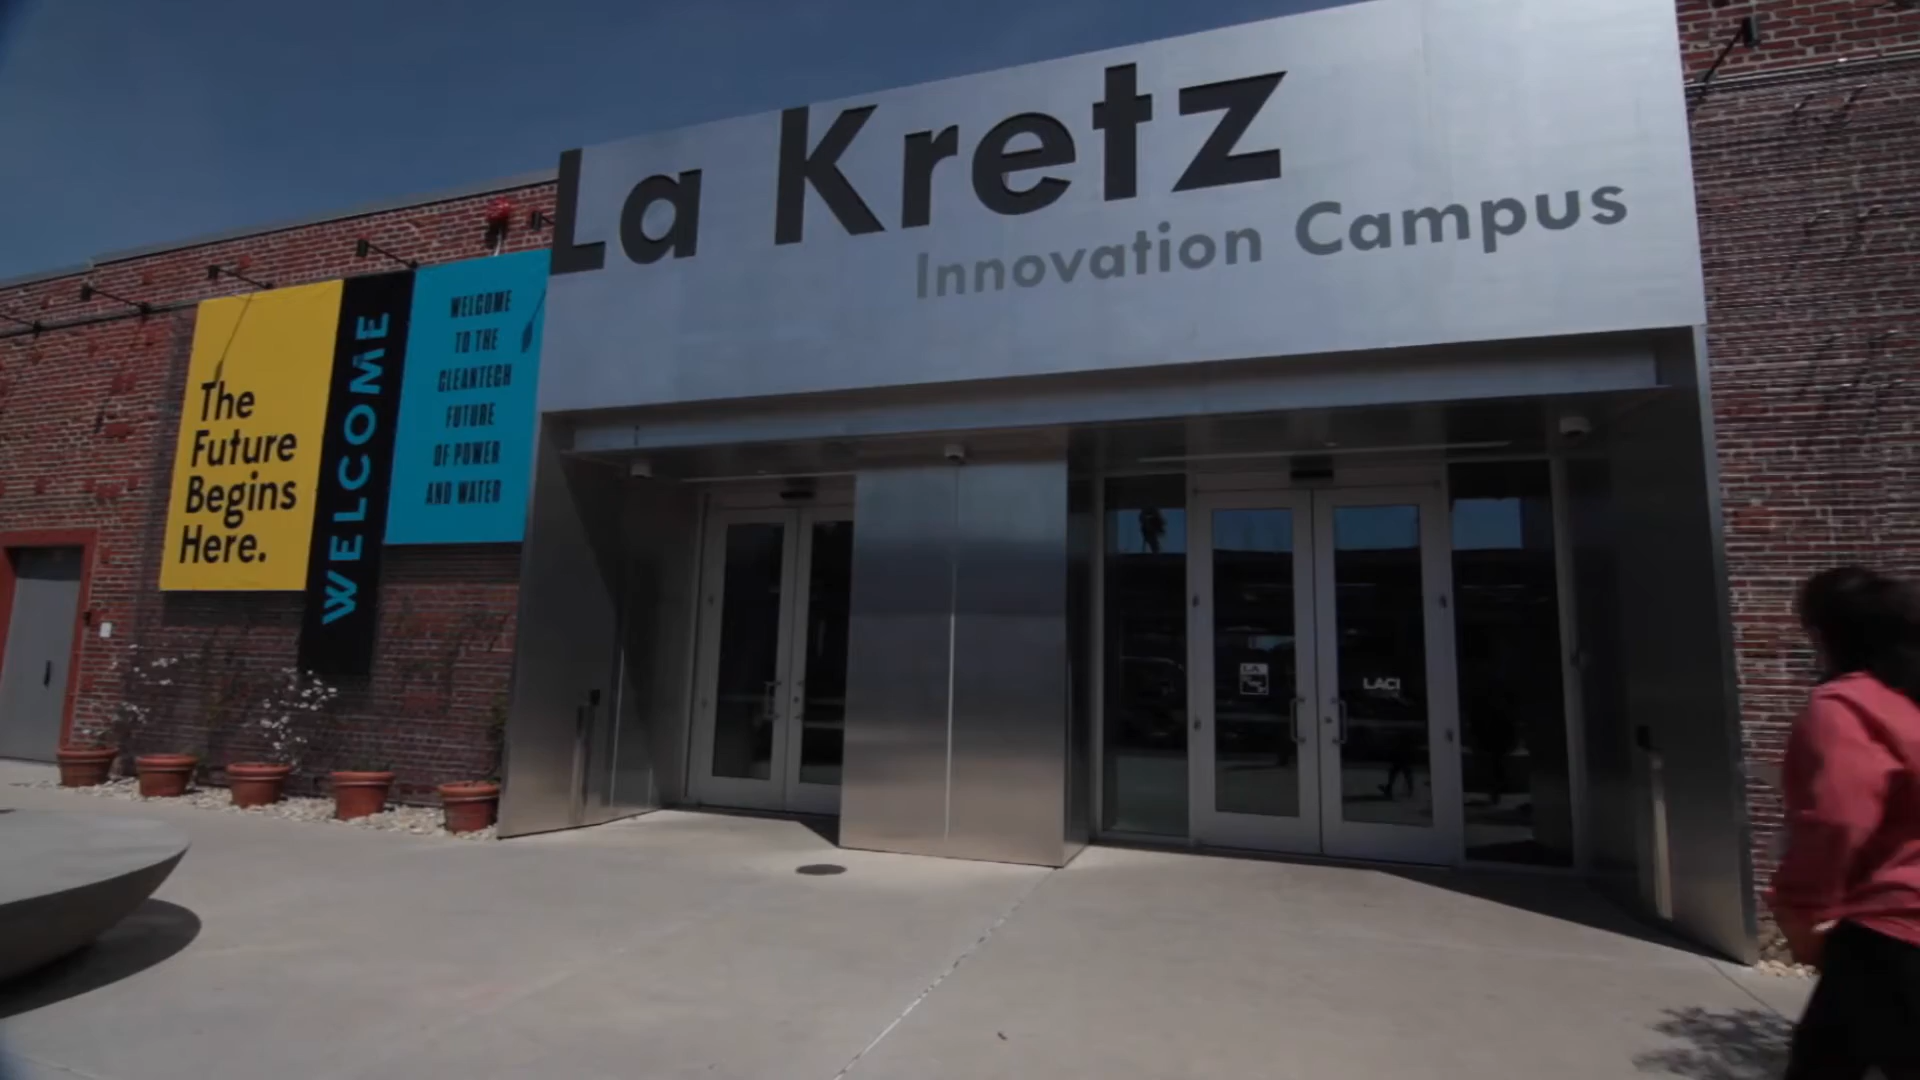 La Kretz
Innovation Campus
The
Future
Begins
Here.
WELCOME
WELCOME
TO THE
CLEANTECH
FUTURE
OF POWER
AND WATER
LA
LACI